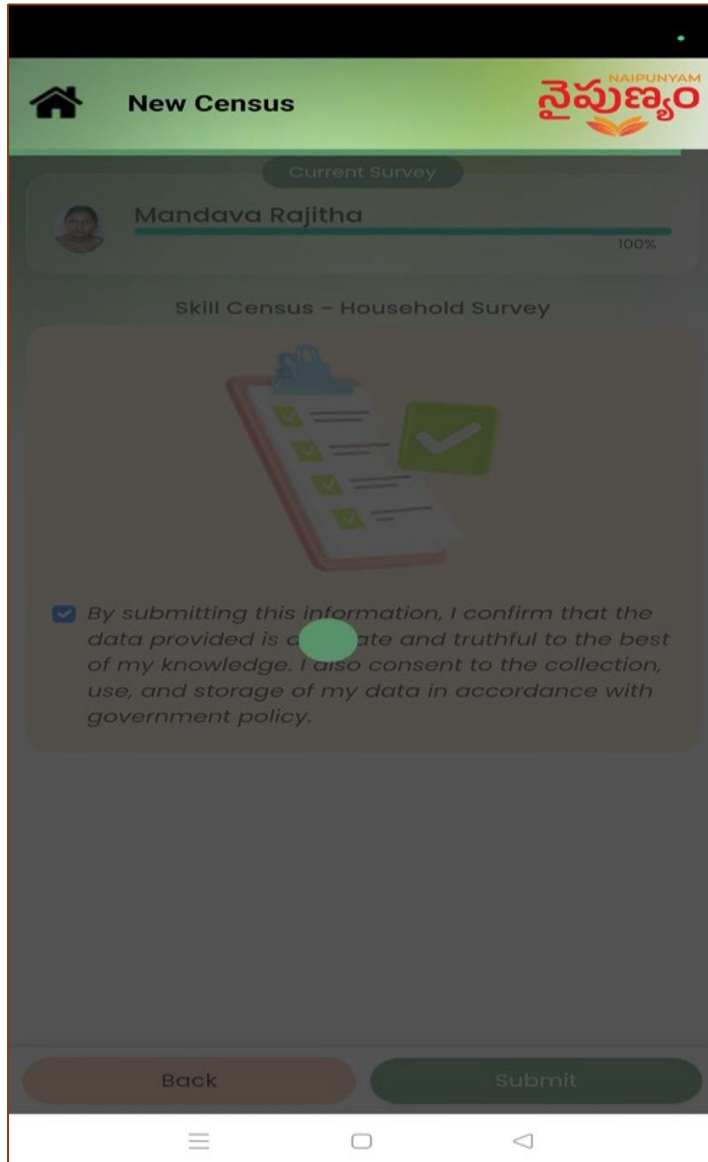 NAIPUNYAM
New Census
నైపుణ్యం
Current Survey
Mandava Rajitha
100%
Skill Census - Household Survey
By submitting this information, I confirm that the
data provided is ate and truthful to the best
of my knowledge. I also consent to the collection,
use, and storage of my data in accordance with
government policy.
Back
Submit